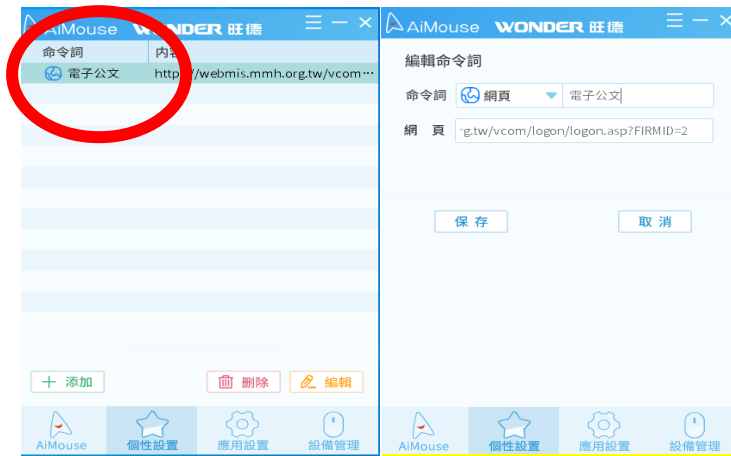 AiMouse WONDER 旺德
命令詞 内容
電子公文 http://webmis.mmh.org.tw/vcom…
添加 刪除 編輯
AiMouse 個性設置 應用設置 設備管理
AiMouse WONDER 旺德
編輯命令詞
命令詞 網頁 電子公文
網 頁 rg.tw/vcom/logon/logon.asp?FIRMID=2
保存 取消
AiMouse 個性設置 應用設置 設備管理